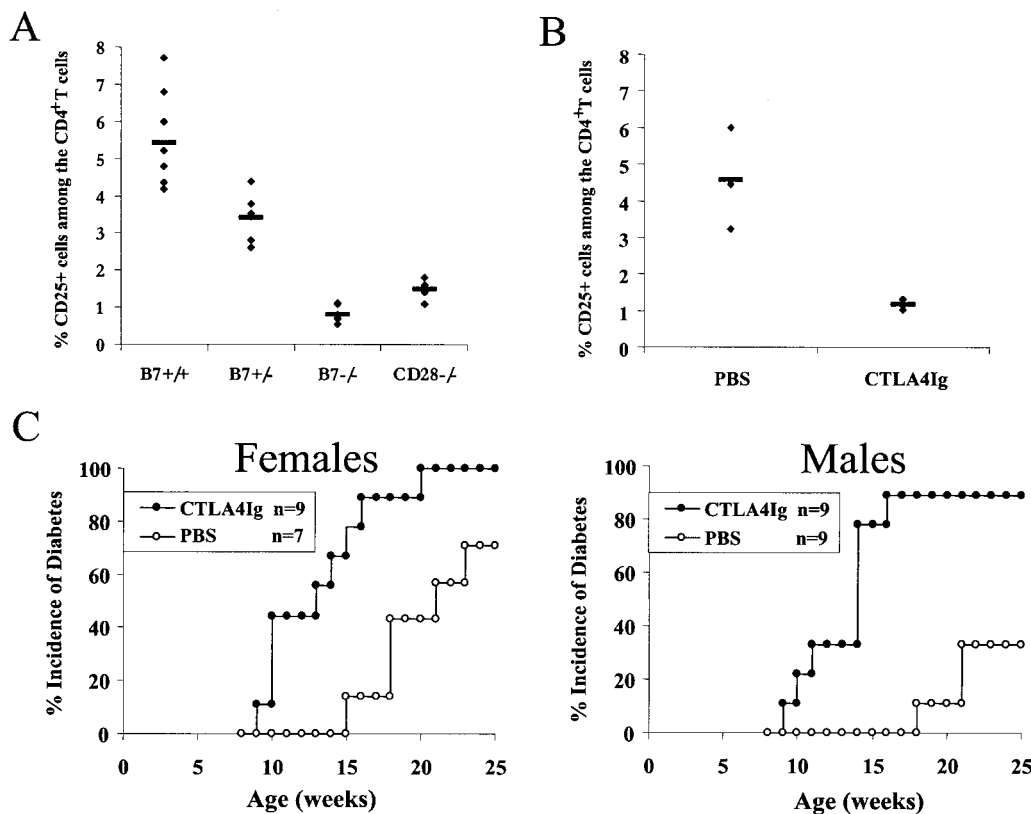 A
% CD25+ cells among the CD4+T cells
8
7
6
5
4
3
2
1
0
B7+/+ B7+/- B7-/- CD28-/-
B
% CD25+ cells among the CD4+T cells
8
7
6
5
4
3
2
1
0
PBS CTLA4Ig
C
Females
% Incidence of Diabetes
100
80
60
40
20
0
CTLA4Ig n=9
PBS n=7
0 5 10 15 20 25
Age (weeks)
Males
% Incidence of Diabetes
100
80
60
40
20
0
CTLA4Ig n=9
PBS n=9
0 5 10 15 20 25
Age (weeks)